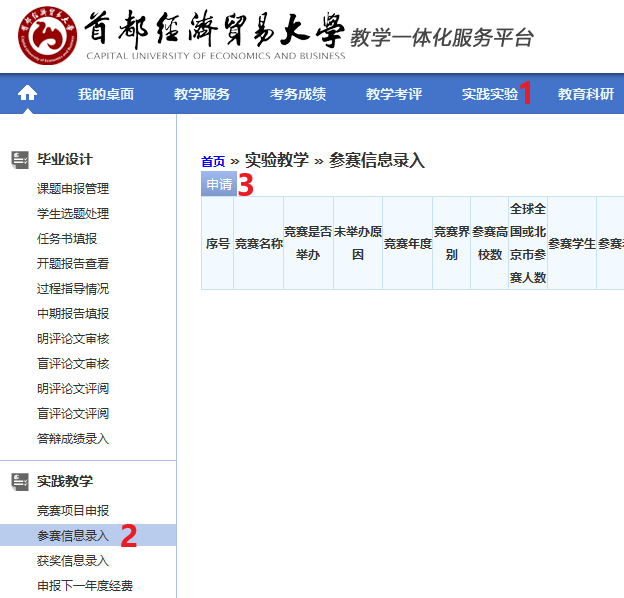 首都经济贸易大学 教学一体化服务平台
CAPITAL UNIVERSITY OF ECONOMICS AND BUSINESS
我的桌面 教学服务 考务成绩 教学考评 实践实验 1 教育科研
毕业设计
课题申报管理
学生选题处理
任务书填报
开题报告查看
过程指导情况
中期报告填报
明评论文审核
盲评论文审核
明评论文评阅
盲评论文评阅
答辩成绩录入
实践教学
竞赛项目申报
参赛信息录入 2
获奖信息录入
申报下一年度经费
首页 » 实验教学 » 参赛信息录入
申请 3
序号 竞赛名称 竞赛是否举办 未举办原因 竞赛年度 竞赛界别 参赛高校数 全球全国或北京市参赛人数 参赛学生 参赛